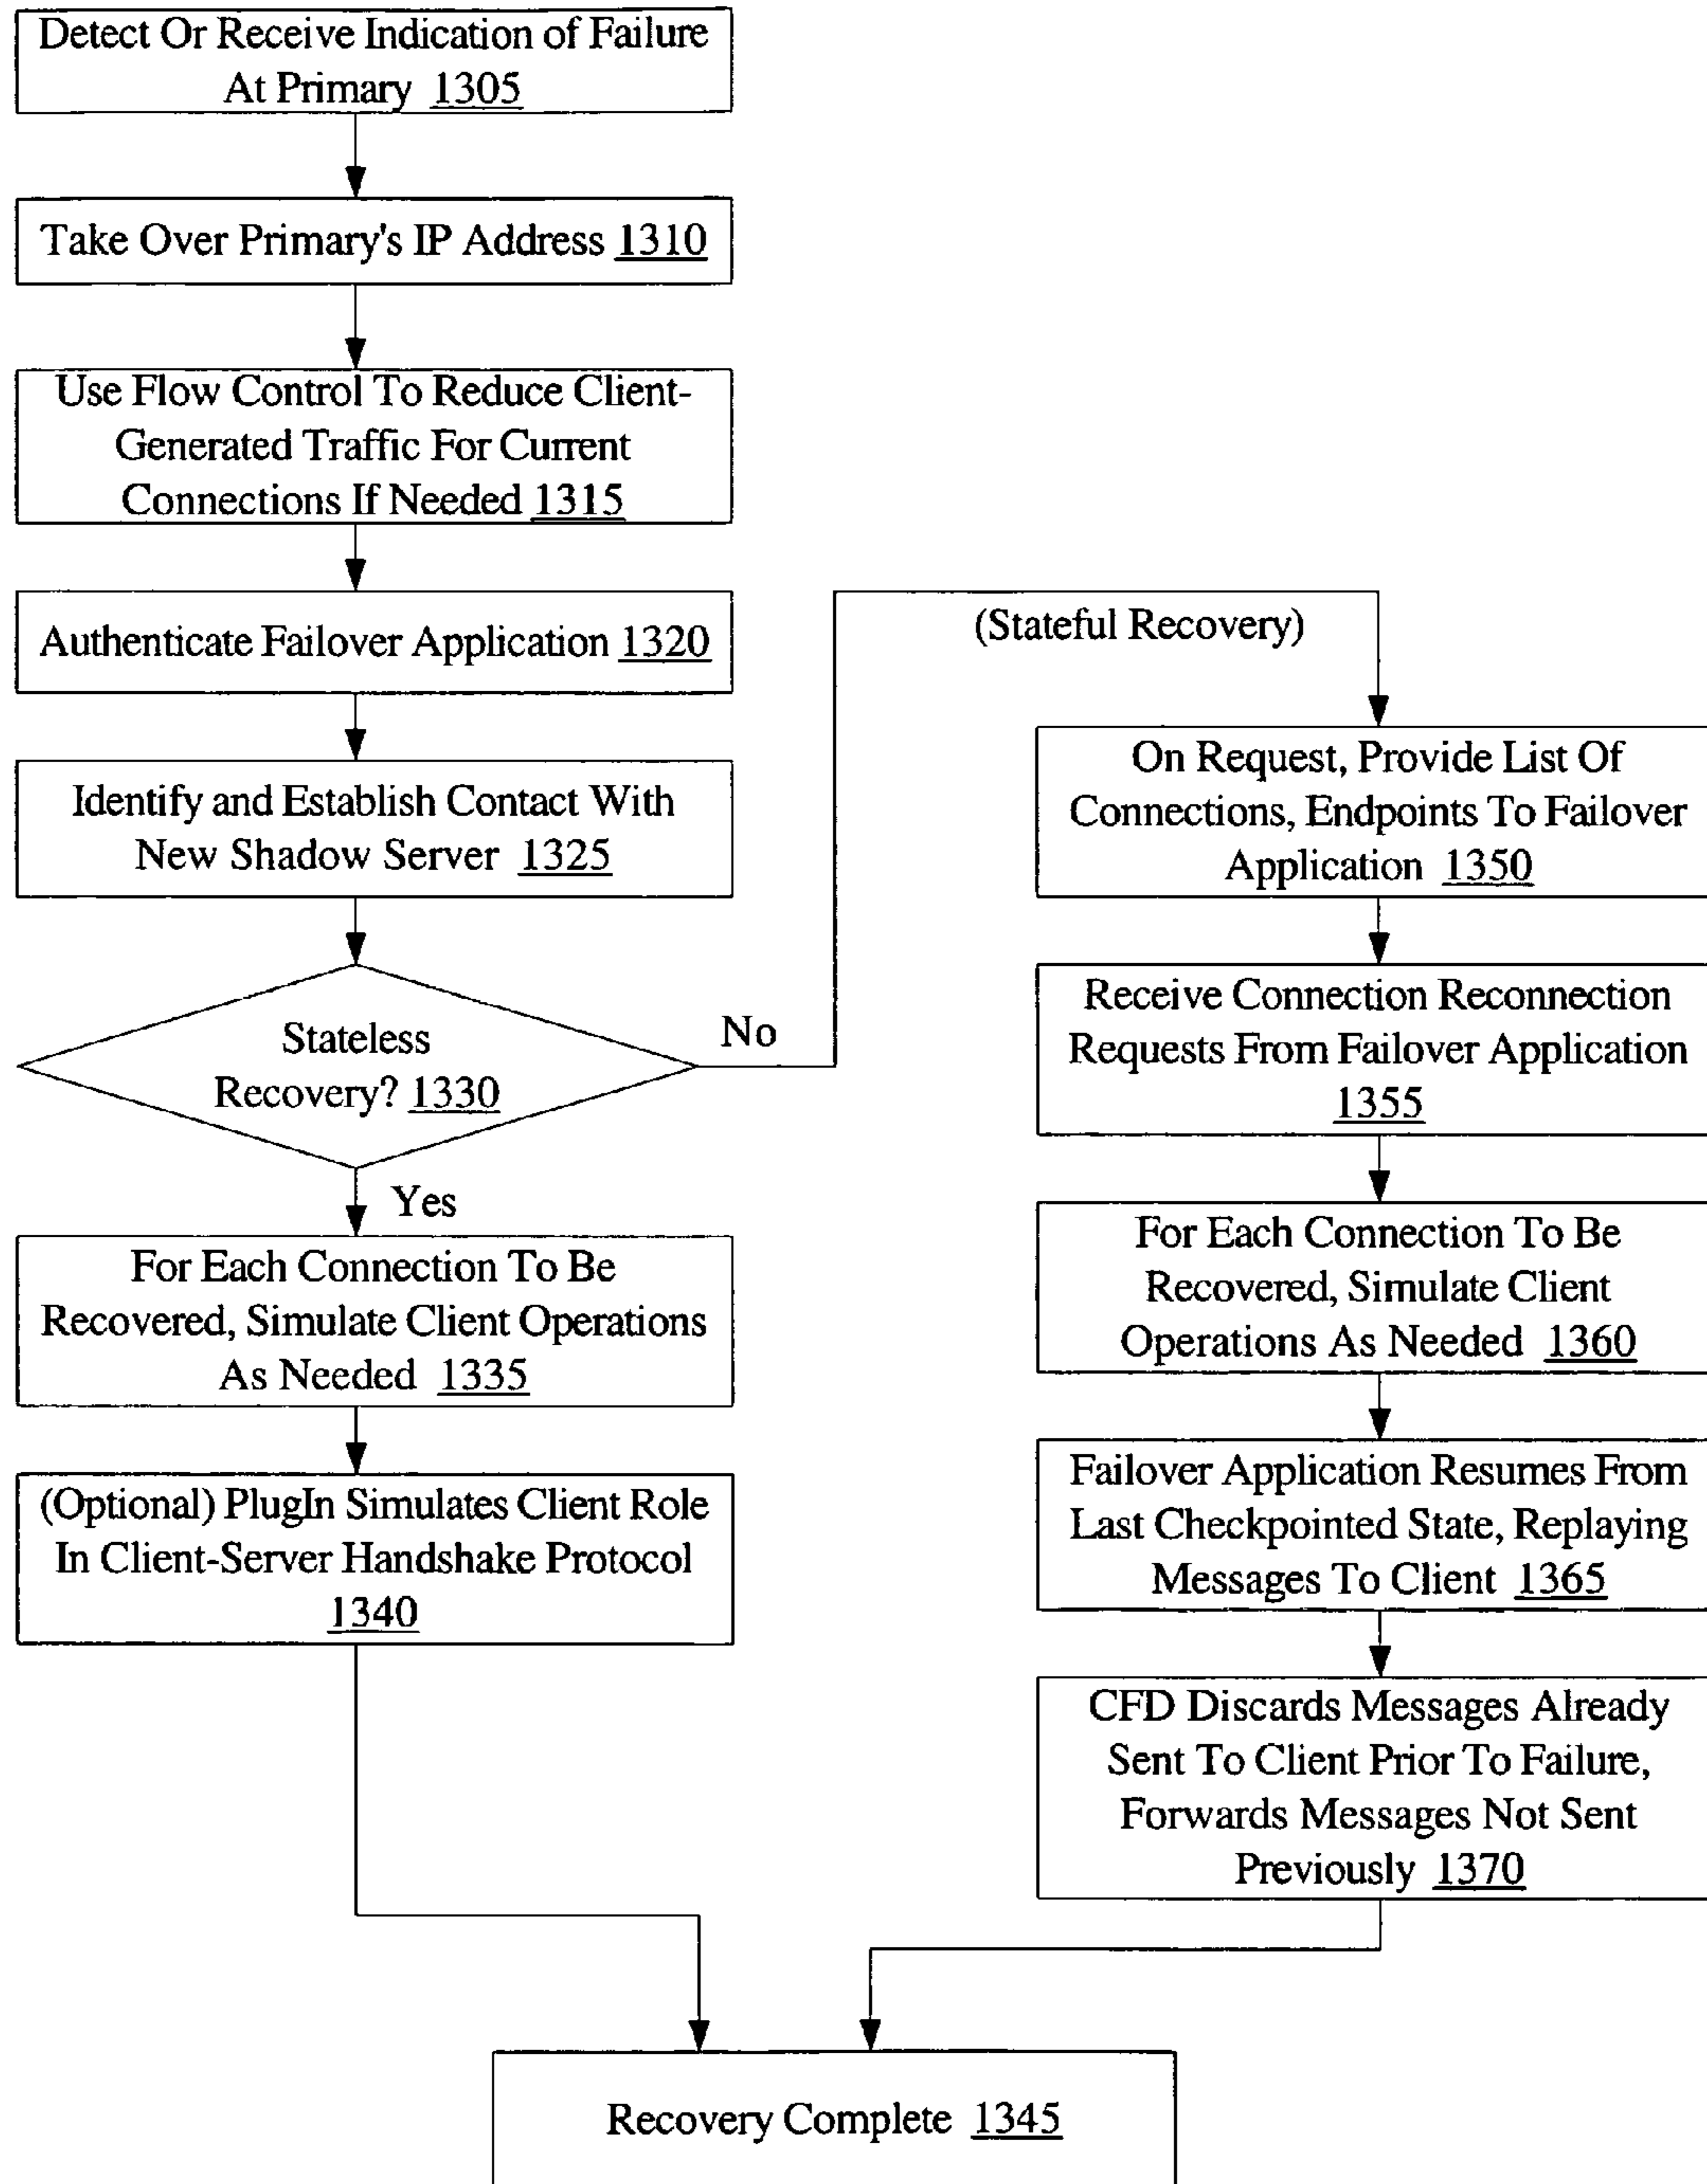 Detect Or Receive Indication of Failure
At Primary 1305
Take Over Primary's IP Address 1310
Use Flow Control To Reduce Client-
Generated Traffic For Current
Connections If Needed 1315
Authenticate Failover Application 1320
Identify and Establish Contact With
New Shadow Server 1325
Stateless
Recovery? 1330
No
Yes
For Each Connection To Be
Recovered, Simulate Client Operations
As Needed 1335
(Optional) PlugIn Simulates Client Role
In Client-Server Handshake Protocol
1340
(Stateful Recovery)
On Request, Provide List Of
Connections, Endpoints To Failover
Application 1350
Receive Connection Reconnection
Requests From Failover Application
1355
For Each Connection To Be
Recovered, Simulate Client
Operations As Needed 1360
Failover Application Resumes From
Last Checkpointed State, Replaying
Messages To Client 1365
CFD Discards Messages Already
Sent To Client Prior To Failure,
Forwards Messages Not Sent
Previously 1370
Recovery Complete 1345